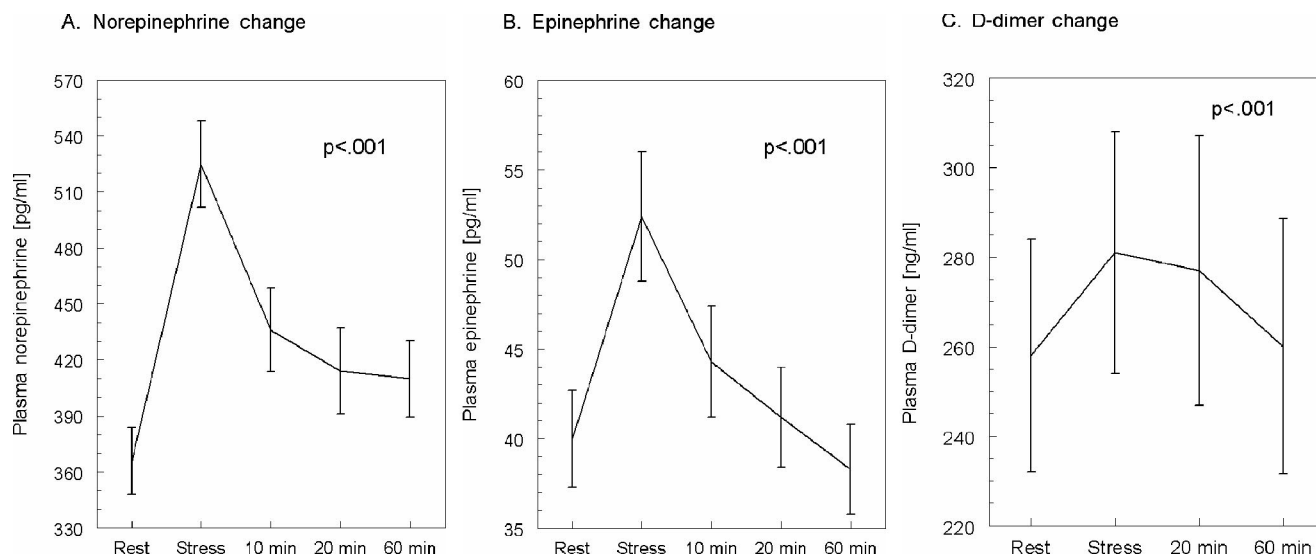 A. Norepinephrine change
B. Epinephrine change
C. D-dimer change
Plasma norepinephrine [pg/ml]
570
540
510
480
450
420
390
360
330
p<.001
Rest Stress 10 min 20 min 60 min
Plasma epinephrine [pg/ml]
60
55
50
45
40
35
p<.001
Rest Stress 10 min 20 min 60 min
Plasma D-dimer [ng/ml]
320
300
280
260
240
220
p<.001
Rest Stress 20 min 60 min